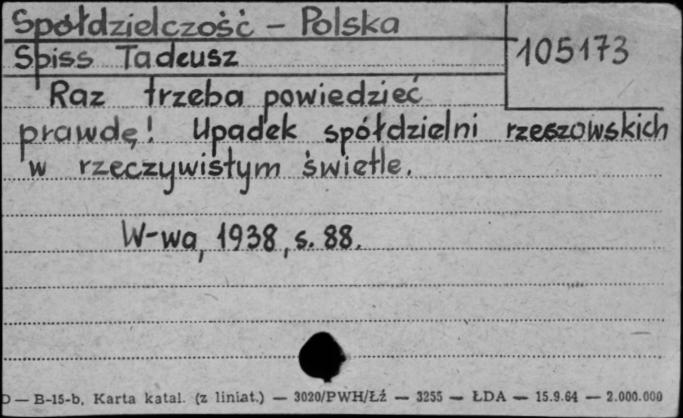 Spółdzielczość - Polska
Spiss Tadeusz
105173
Raz trzeba powiedzieć
prawdę! Upadek spółdzielni rzeszowskich
w rzeczywistym świetle.
W-wa, 1938, s. 88.
D — B-15-b, Karta katal. (z liniat.) — 3020/PWH/Łź — 3255 — ŁDA — 15.9.64 — 2.000.000